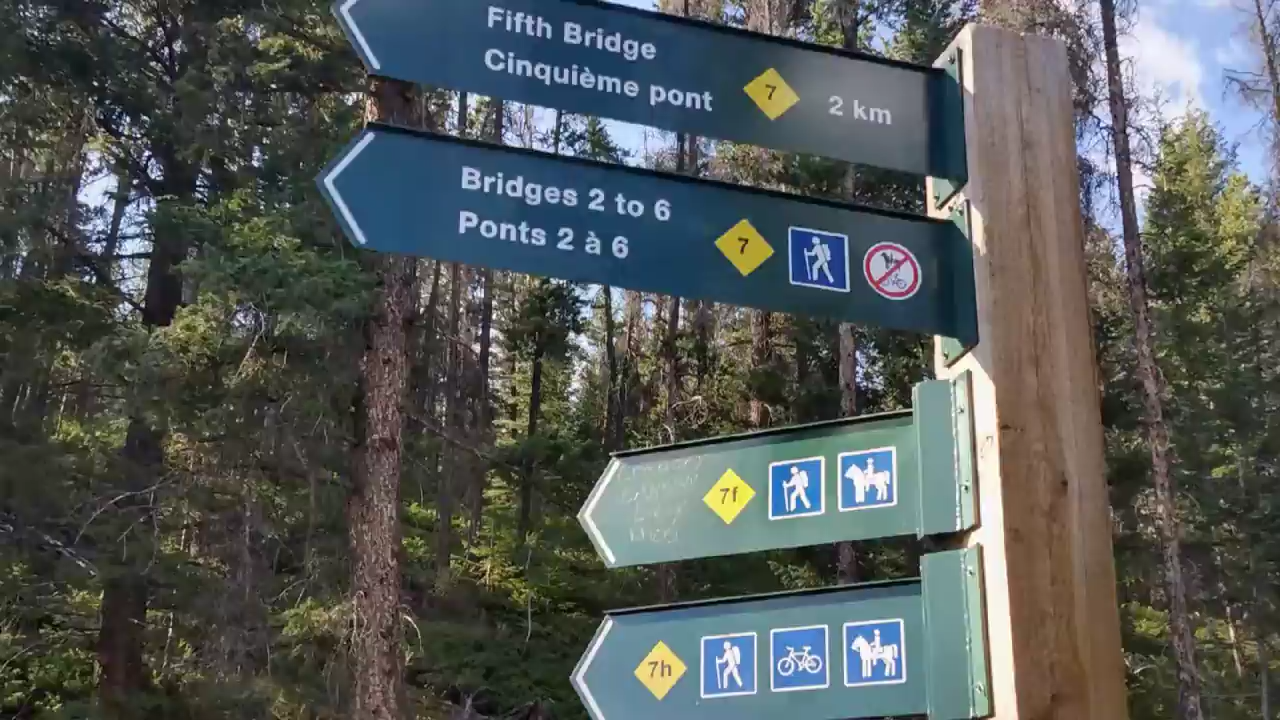 Fifth Bridge
Cinquième pont
7
2 km
Bridges 2 to 6
Ponts 2 à 6
7
7f
7h